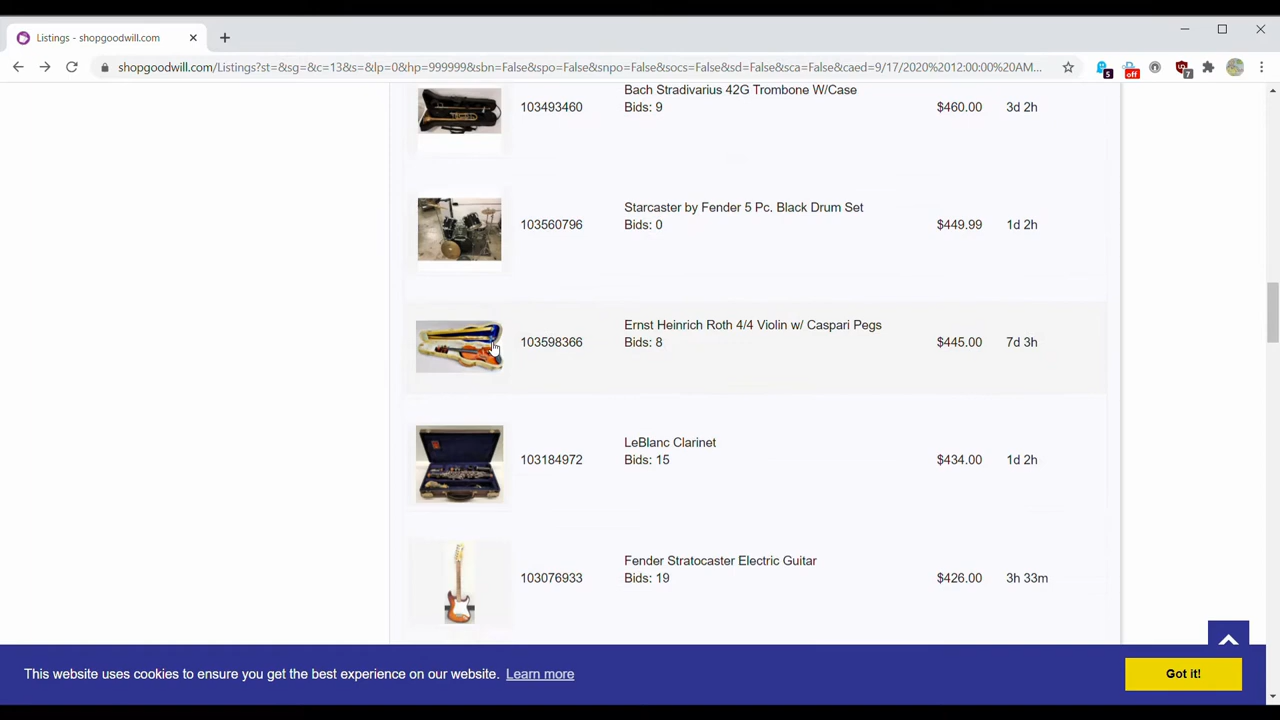 Listings - shopgoodwill.com
shopgoodwill.com/Listings?st=&sg=&c=13&s=&lp=0&hp=999999&sbn=False&spo=False&snpo=False&socs=False&sd=False&sca=False&caed=9/17/2020%2012:00:00%20AM...
5
off
7
Bach Stradivarius 42G Trombone W/Case
103493460 Bids: 9 $460.00 3d 2h
Starcaster by Fender 5 Pc. Black Drum Set
103560796 Bids: 0 $449.99 1d 2h
Ernst Heinrich Roth 4/4 Violin w/ Caspari Pegs
103598366 Bids: 8 $445.00 7d 3h
LeBlanc Clarinet
103184972 Bids: 15 $434.00 1d 2h
Fender Stratocaster Electric Guitar
103076933 Bids: 19 $426.00 3h 33m
This website uses cookies to ensure you get the best experience on our website. Learn more
Got it!